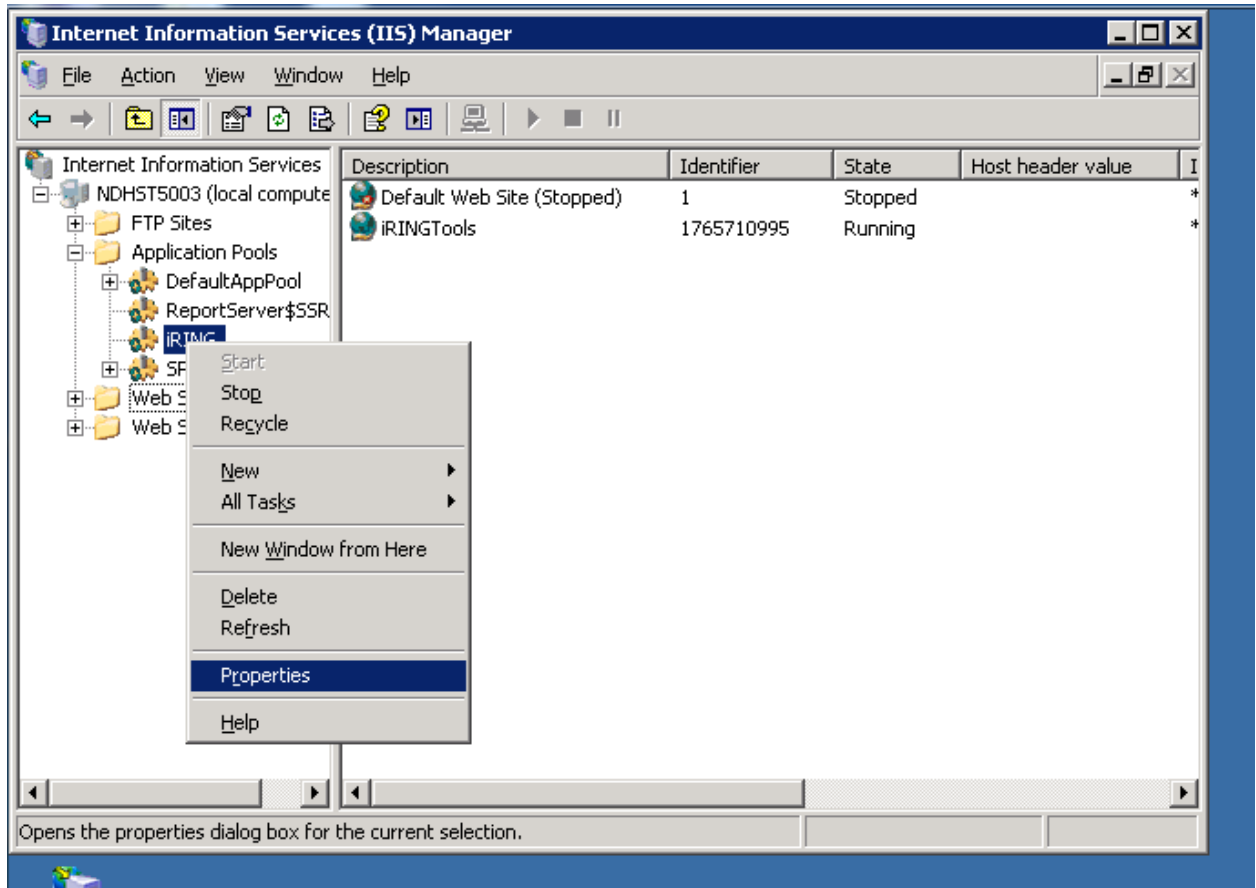 Internet Information Services (IIS) Manager
File Action View Window Help
Internet Information Services
NDHST5003 (local compute
FTP Sites
Application Pools
DefaultAppPool
ReportServer$SSR
iRING
SP
Web S
Web S
Description Identifier State Host header value I
Default Web Site (Stopped) 1 Stopped *
iRINGTools 1765710995 Running *
Start
Stop
Recycle
New
All Tasks
New Window from Here
Delete
Refresh
Properties
Help
Opens the properties dialog box for the current selection.